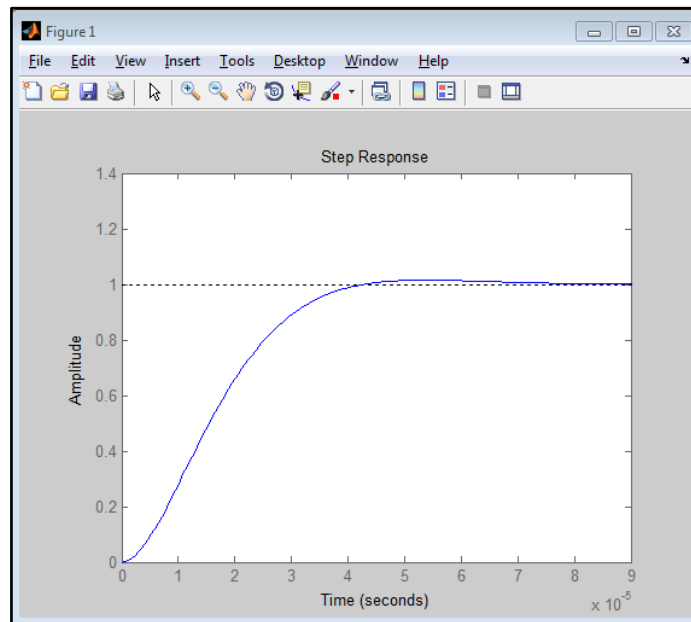 Figure 1
File Edit View Insert Tools Desktop Window Help
Step Response
1.4
1.2
1
0.8
0.6
0.4
0.2
0
Amplitude
0 1 2 3 4 5 6 7 8 9
Time (seconds)
x 10-5